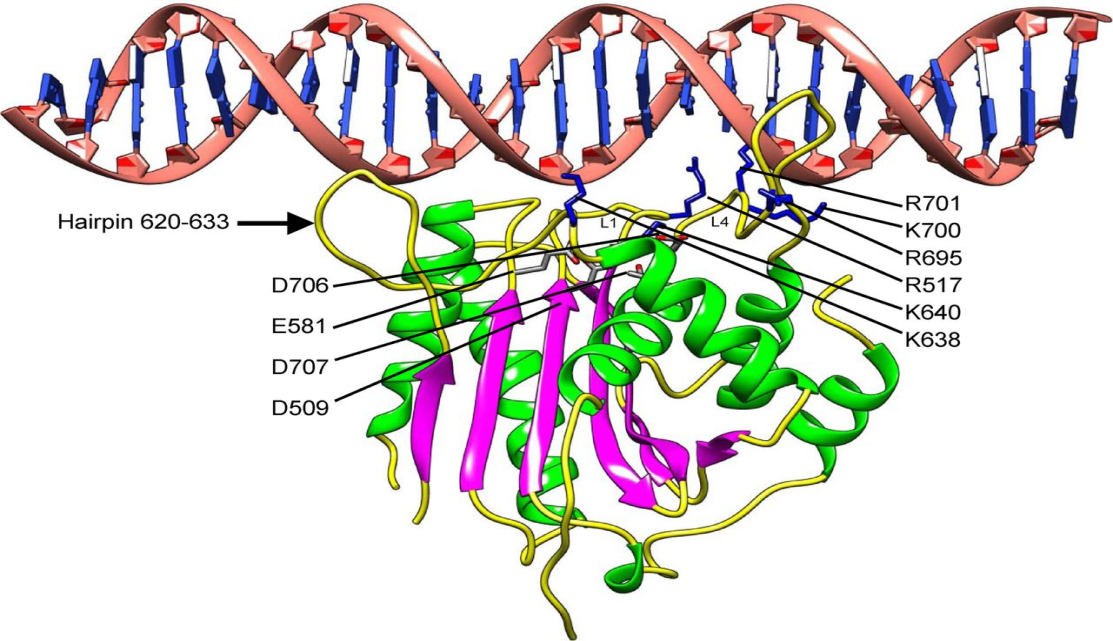 R701
Hairpin 620-633
K700
L1
L4
R695
D706
R517
K640
E581
K638
D707
D509